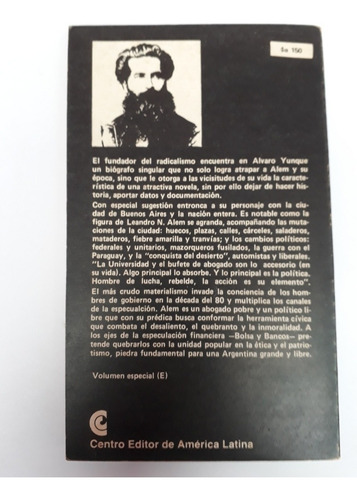 Sa 150
El fundador del radicalismo encuentra en Alvaro Yunque
un biógrafo singular que no solo logra atrapar a Alem y su
época, sino que le otorga a las vicisitudes de su vida la caracte-
rística de una atractiva novela, sin por ello dejar de hacer histo-
ria, aportar datos y documentación.
Con especial sugestión entronca a su personaje con la ciu-
dad de Buenos Aires y la nación entera. Es notable como la
figura de Leandro N. Alem se agranda, acompañando las muta-
ciones de la ciudad: huecos, plazas, calles, cárceles, saladeros,
mataderos, fiebre amarilla y tranvías; y los cambios políticos:
federales y unitarios, mazorqueros fusilados, la guerra con el
Paraguay, y la "conquista del desierto", automistas y liberales.
"La Universidad y el bufete de abogado son lo accesorio (en
su vida). Algo principal lo absorbe. Y lo principal es la política.
Hombre de lucha, rebelde, la acción es su elemento".
El más crudo materialismo invade la conciencia de los hom-
bres de gobierno en la década del 80 y multiplica los canales
de la especualción. Alem es un abogado pobre y un político li-
bre que con su prédica busca conformar la herramienta cívica
que combata el desaliento, el quebranto y la inmoralidad. A
los ejes de la especulación financiera —Bolsa y Bancos— pre-
tende quebrarlos con la unidad popular en la ética y el patrio-
tismo, piedra fundamental para una Argentina grande y libre.
Volumen especial (E)
Centro Editor de América Latina